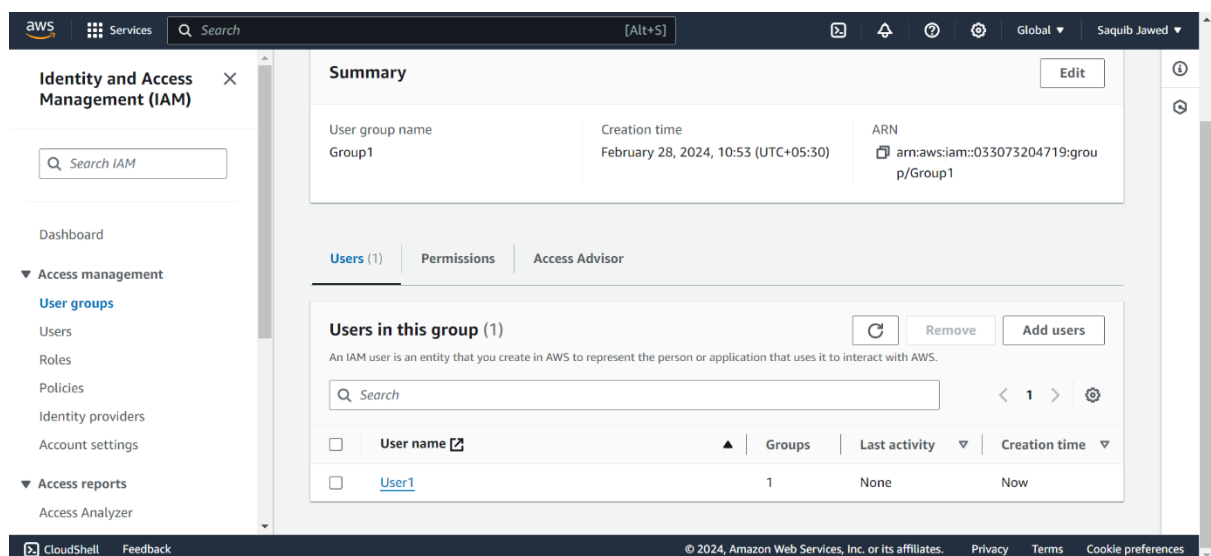 aws Services Search [Alt+S] Global Saquib Jawed
Identity and Access
Management (IAM)
Search IAM
Dashboard
Access management
User groups
Users
Roles
Policies
Identity providers
Account settings
Access reports
Access Analyzer
Summary Edit
User group name Creation time ARN
Group1 February 28, 2024, 10:53 (UTC+05:30) arn:aws:iam::033073204719:grou
p/Group1
Users (1) Permissions Access Advisor
Users in this group (1) Remove Add users
An IAM user is an entity that you create in AWS to represent the person or application that uses it to interact with AWS.
Search 1
User name Groups Last activity Creation time
User1 1 None Now
CloudShell Feedback © 2024, Amazon Web Services, Inc. or its affiliates. Privacy Terms Cookie preferences